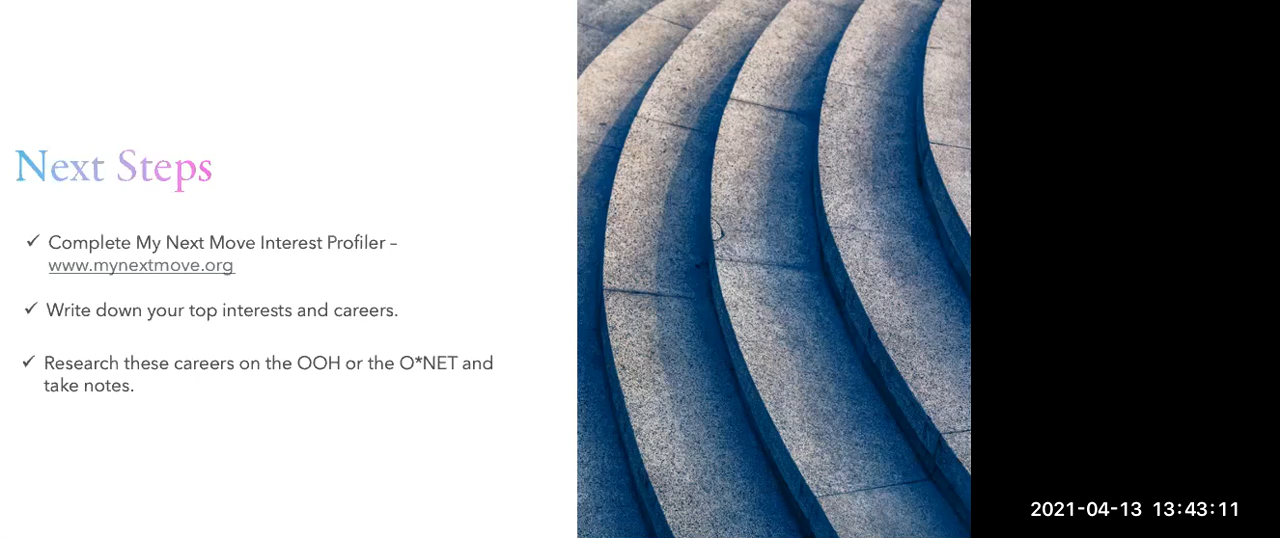 Next Steps
✓ Complete My Next Move Interest Profiler –
www.mynextmove.org
✓ Write down your top interests and careers.
✓ Research these careers on the OOH or the O*NET and
take notes.
2021-04-13 13:43:11